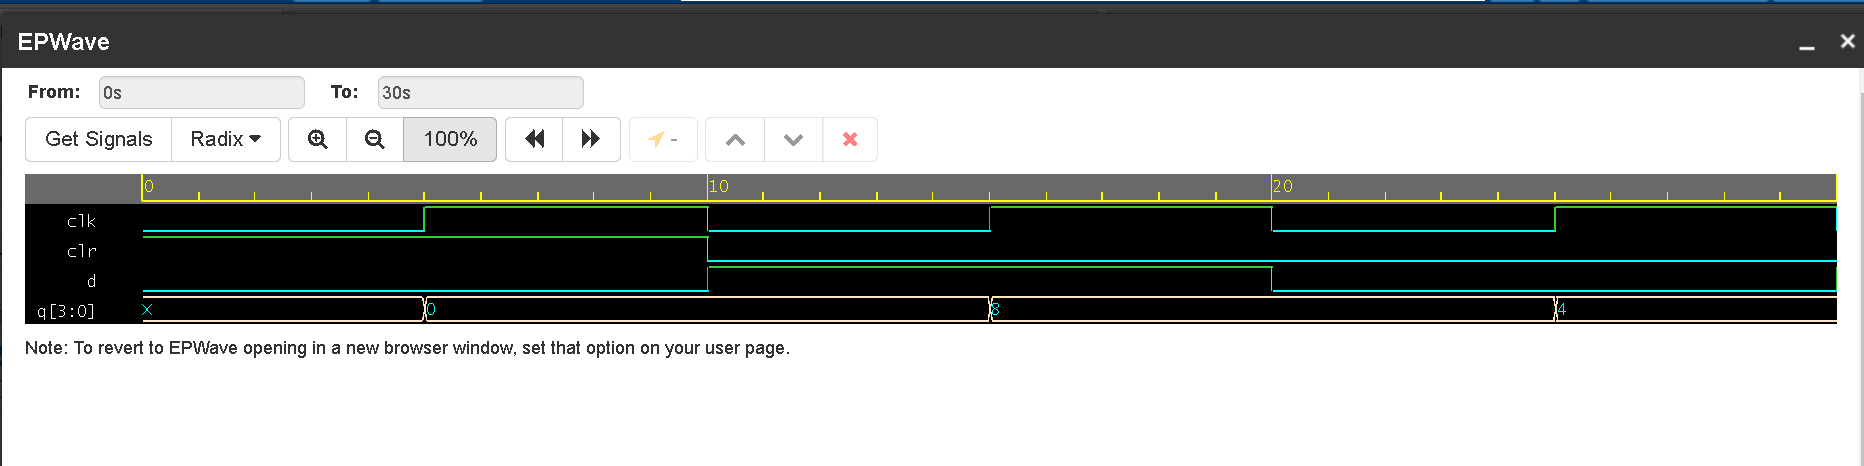 EPWave
From: 0s To: 30s
Get Signals Radix 100% -
0 10 20
clk
clr
d
q[3:0] X 0 8 4
Note: To revert to EPWave opening in a new browser window, set that option on your user page.